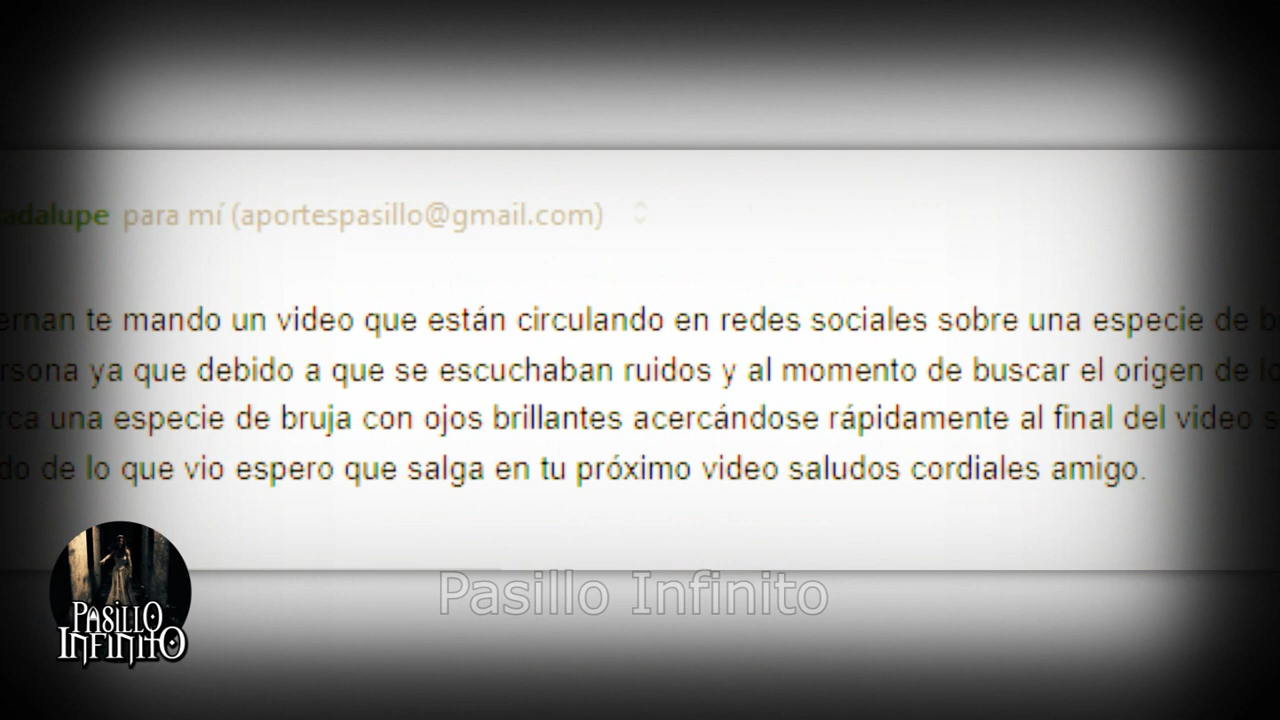 adalupe para mí (aportespasillo@gmail.com)
ernan te mando un video que están circulando en redes sociales sobre una especie de b
rsona ya que debido a que se escuchaban ruidos y al momento de buscar el origen de lo
rca una especie de bruja con ojos brillantes acercándose rápidamente al final del video s
do de lo que vio espero que salga en tu próximo video saludos cordiales amigo.
Pasillo Infinito
PASILLO
INFINITO